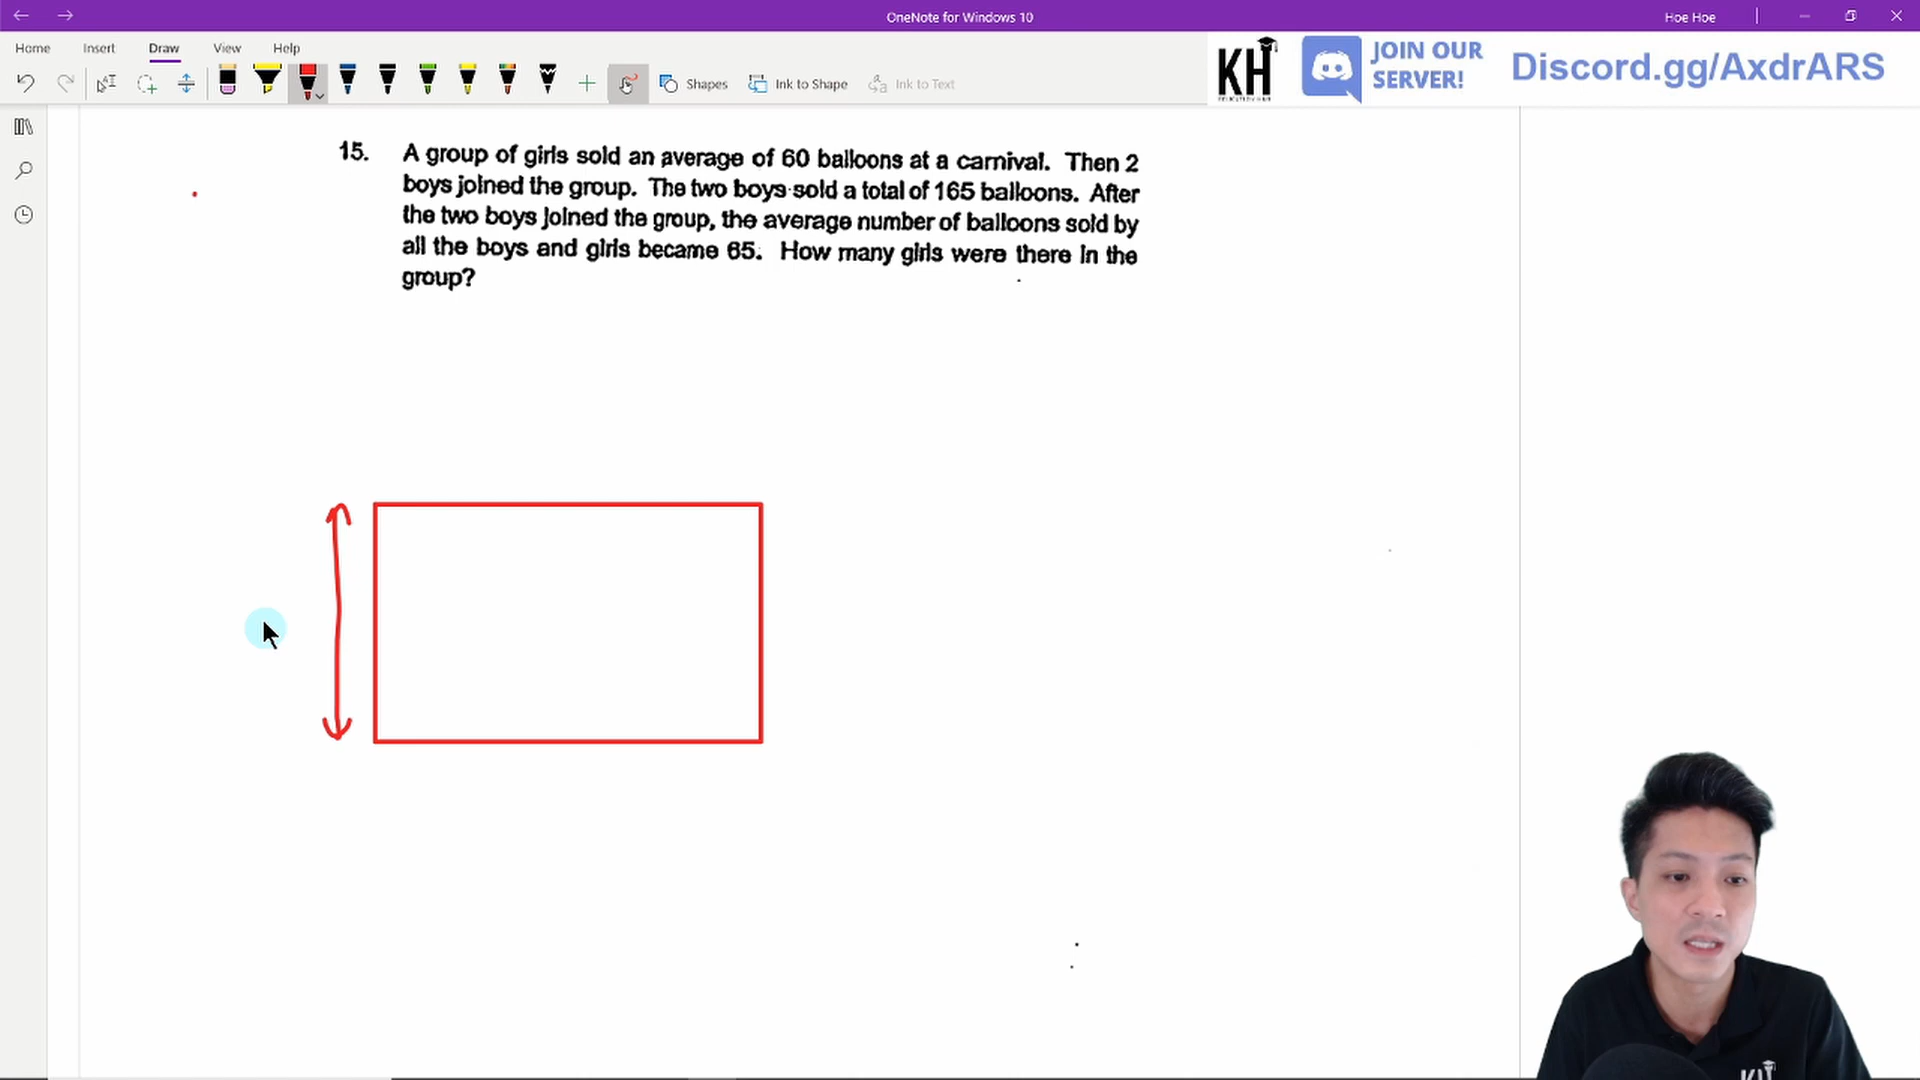 OneNote for Windows 10
Hoe Hoe
Home Insert Draw View Help
Shapes Ink to Shape Ink to Text
KH
JOIN OUR
SERVER!
Discord.gg/AxdrARS
15. A group of girls sold an average of 60 balloons at a carnival. Then 2
boys joined the group. The two boys sold a total of 165 balloons. After
the two boys joined the group, the average number of balloons sold by
all the boys and girls became 65. How many girls were there in the
group?